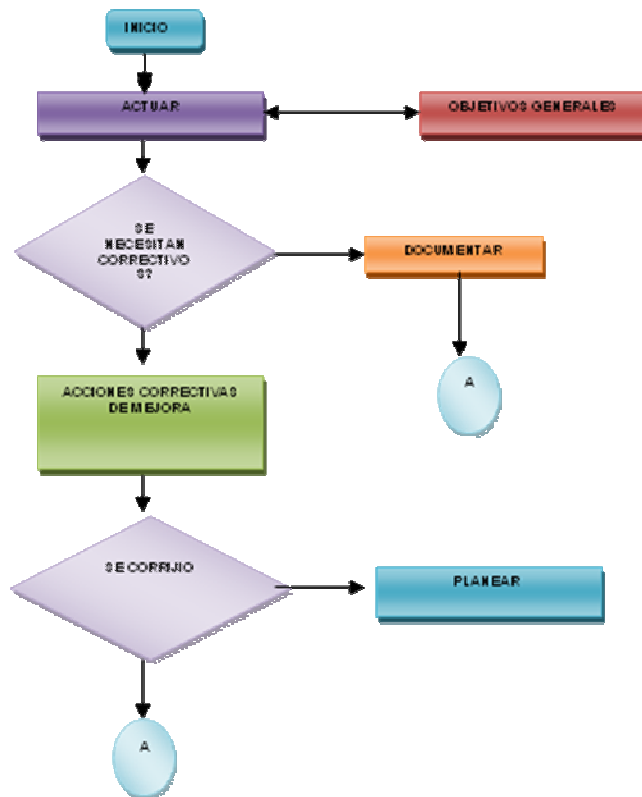 INICIO
ACTUAR
OBJETIVOS GENERALES
SE
NECESITAN
CORRECTIVO
S?
DOCUMENTAR
A
ACCIONES CORRECTIVAS
DE MEJORA
SE CORRIJIO
PLANEAR
A